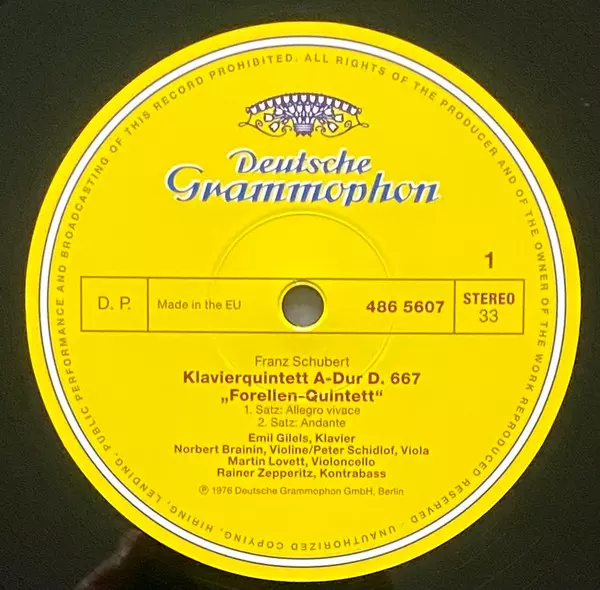 PUBLIC PERFORMANCE AND BROADCASTING OF THIS RECORD PROHIBITED. ALL RIGHTS OF THE PRODUCER AND OF THE OWNER OF THE WORK REPRODUCED RESERVED · UNAUTHORIZED COPYING, HIRING, LENDING,
Deutsche
Grammophon
1
D. P.
Made in the EU
486 5607
STEREO
33
Franz Schubert
Klavierquintett A-Dur D. 667
„Forellen-Quintett“
1. Satz: Allegro vivace
2. Satz: Andante
Emil Gilels, Klavier
Norbert Brainin, Violine/Peter Schidlof, Viola
Martin Lovett, Violoncello
Rainer Zepperitz, Kontrabass
℗ 1976 Deutsche Grammophon GmbH, Berlin